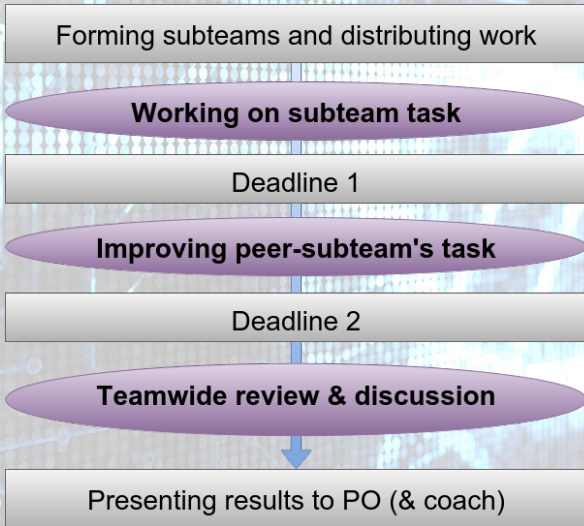 Forming subteams and distributing work
Working on subteam task
Deadline 1
Improving peer-subteam's task
Deadline 2
Teamwide review & discussion
Presenting results to PO (& coach)